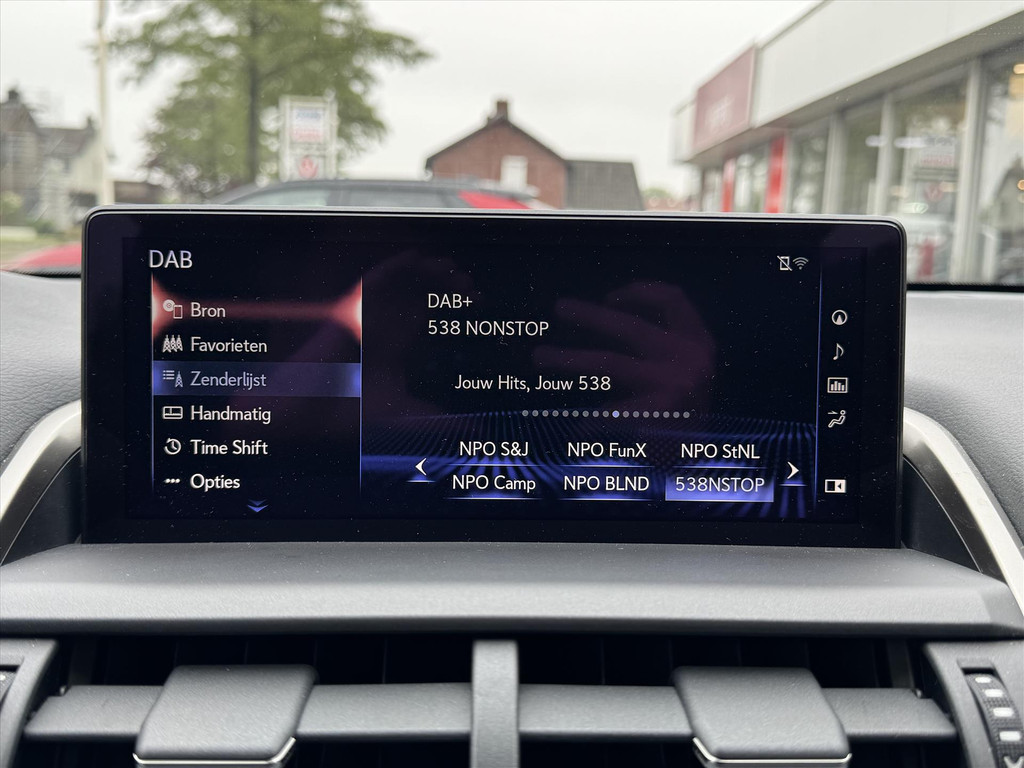 DAB
Bron
Favorieten
Zenderlijst
Handmatig
Time Shift
Opties
DAB+
538 NONSTOP
Jouw Hits, Jouw 538
NPO S&J NPO FunX NPO StNL
NPO Camp NPO BLND 538NSTOP